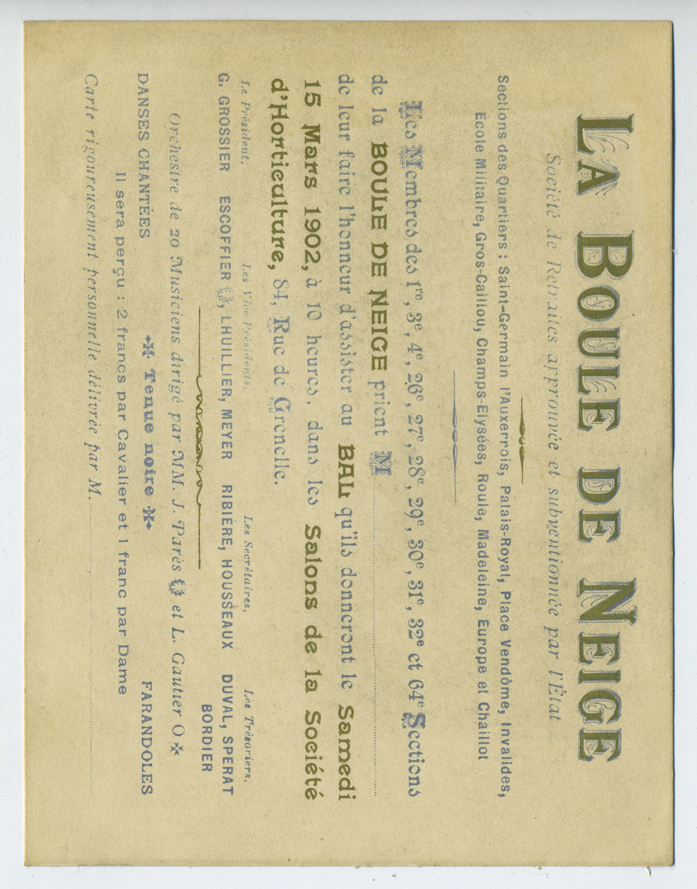 LA BOULE DE NEIGE
Société de Retraites approuvée et subventionnée par l'État
Sections des Quartiers : Saint-Germain l'Auxerrois, Palais-Royal, Place Vendôme, Invalides,
École Militaire, Gros-Caillou, Champs-Elysées, Roule, Madeleine, Europe et Chaillot
Les Membres des 1re, 3e, 4e, 26e, 27e, 28e, 29e, 30e, 31e, 32e et 64e Sections
de la BOULE DE NEIGE prient M
de leur faire l'honneur d'assister au BAL qu'ils donneront le Samedi
15 Mars 1902, à 10 heures, dans les Salons de la Société
d'Horticulture, 84, Rue de Grenelle.
Le Président, Les Vice-Présidents, Les Secrétaires, Les Trésoriers,
G. GROSSIER ESCOFFIER, LHUILLIER, MEYER RIBIÈRE, HOUSSEAUX DUVAL, SPERAT
BORDIER
Orchestre de 20 Musiciens dirigé par MM. J. Parès et L. Gautier O
DANSES CHANTÉES Tenue noire FARANDOLES
Il sera perçu : 2 francs par Cavalier et 1 franc par Dame
Carte rigoureusement personnelle délivrée par M.